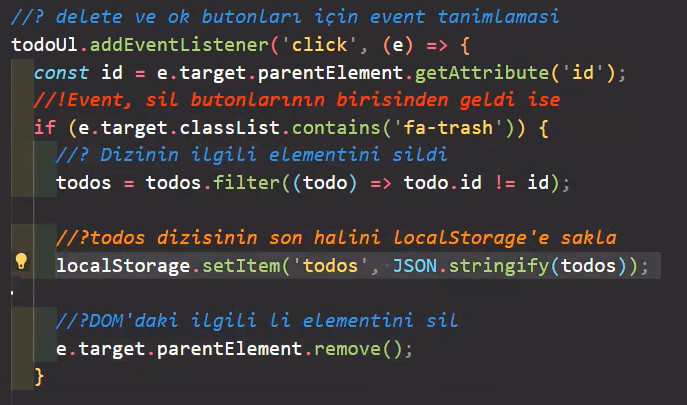 //? delete ve ok butonları için event tanimlamasi
todoUl.addEventListener('click', (e) => {
const id = e.target.parentElement.getAttribute('id');
//!Event, sil butonlarının birisinden geldi ise
if (e.target.classList.contains('fa-trash')) {
//? Dizinin ilgili elementini sildi
todos = todos.filter((todo) => todo.id != id);
//?todos dizisinin son halini localStorage'e sakla
localStorage.setItem('todos', JSON.stringify(todos));
//?DOM'daki ilgili li elementini sil
e.target.parentElement.remove();
}